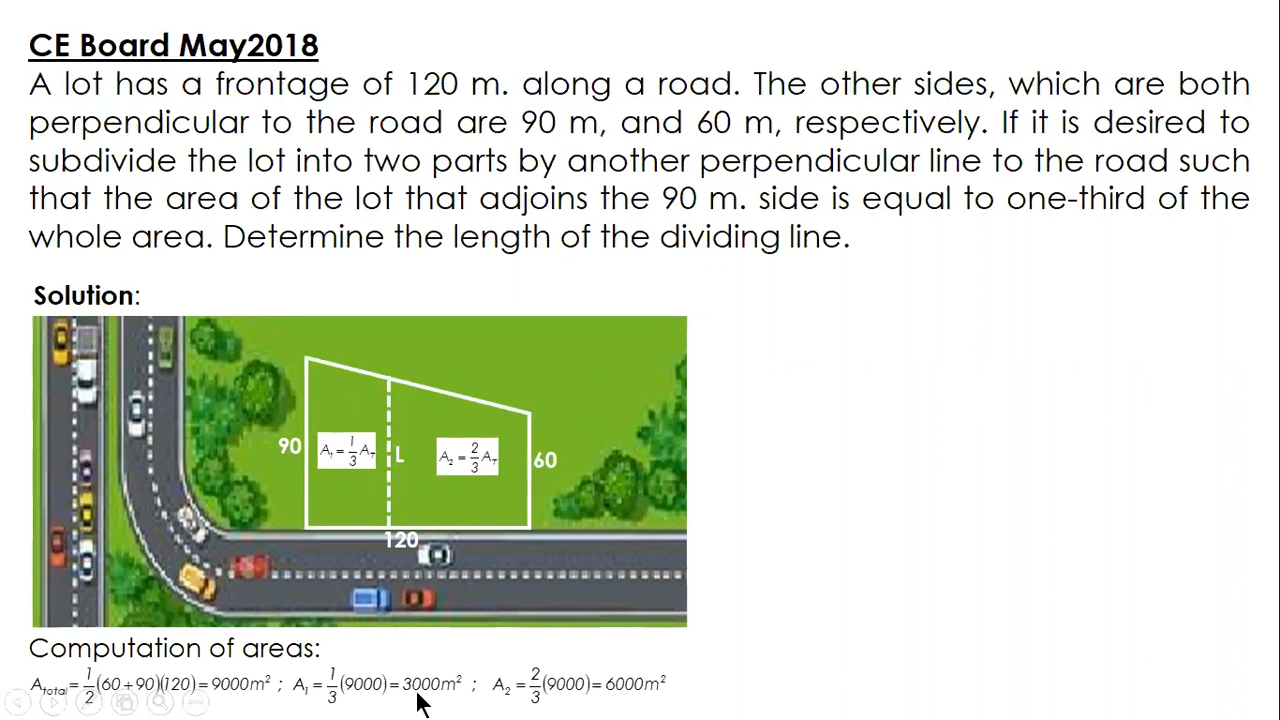 CE Board May2018
A lot has a frontage of 120 m. along a road. The other sides, which are both
perpendicular to the road are 90 m, and 60 m, respectively. If it is desired to
subdivide the lot into two parts by another perpendicular line to the road such
that the area of the lot that adjoins the 90 m. side is equal to one-third of the
whole area. Determine the length of the dividing line.
Solution:
90 A₁ = 1/3 A_T L A₂ = 2/3 A_T 60
120
Computation of areas:
A_total = 1/2 (60 + 90)(120) = 9000m² ; A₁ = 1/3 (9000) = 3000m² ; A₂ = 2/3 (9000) = 6000m²